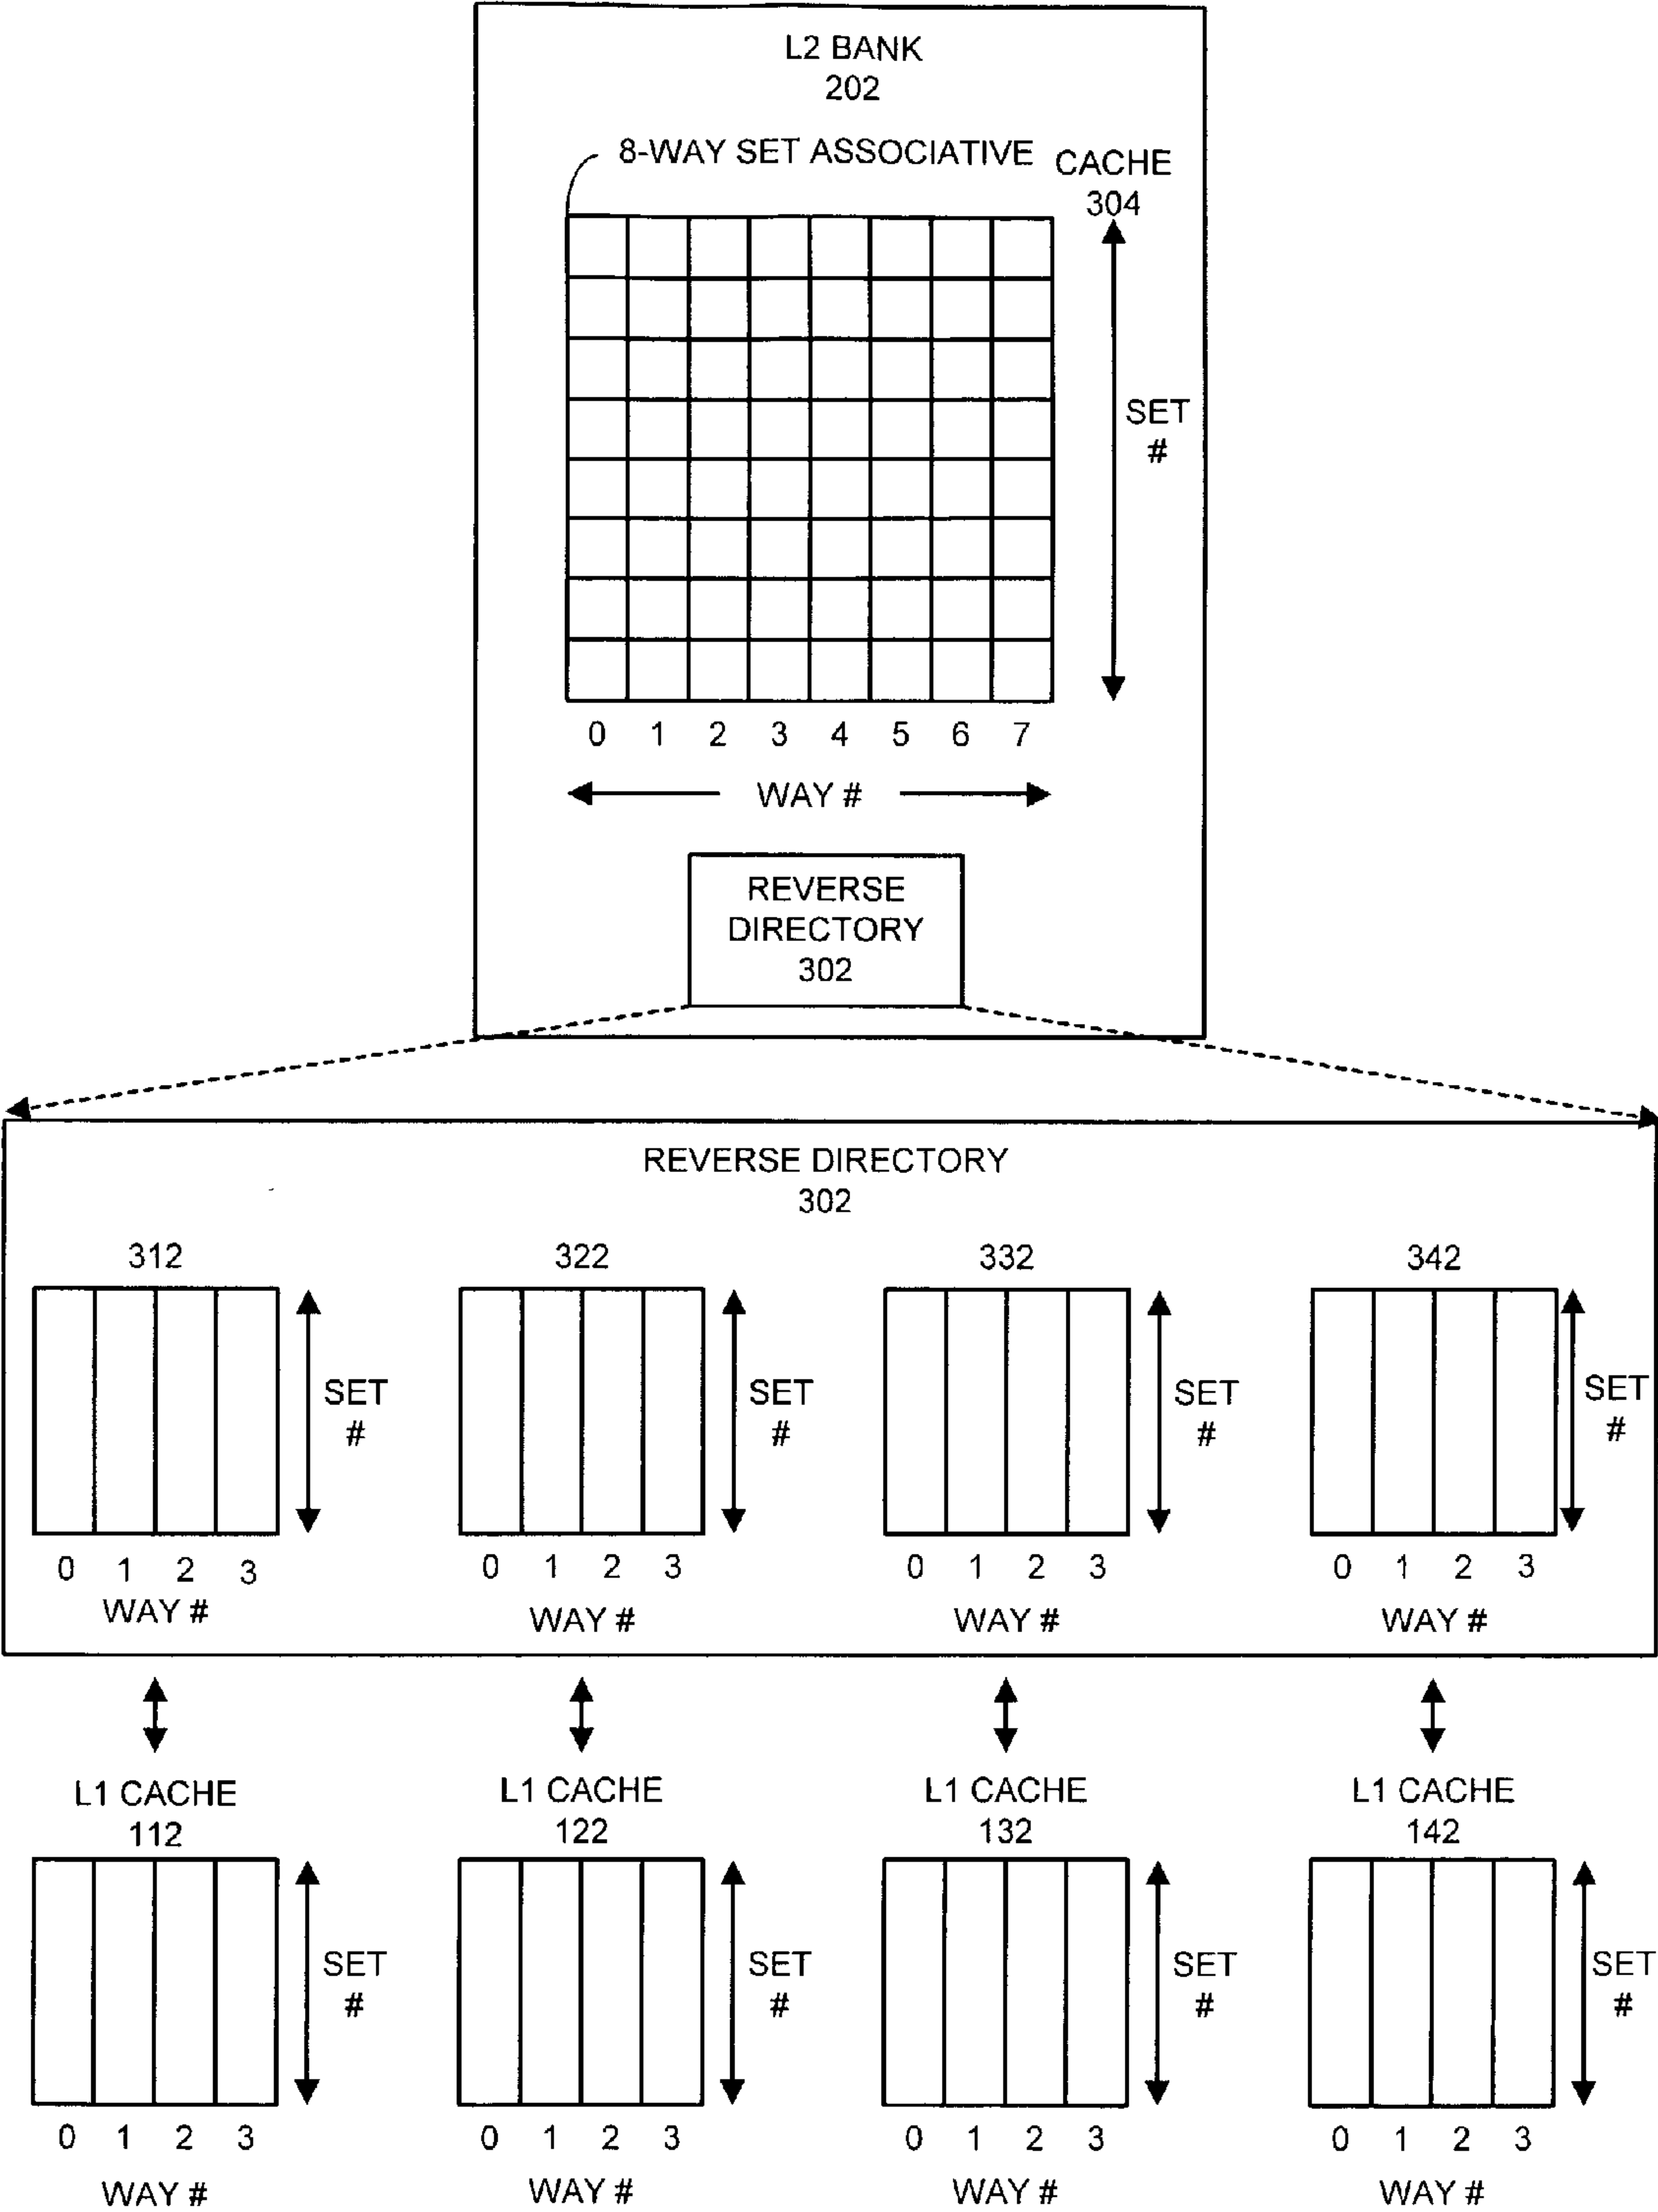 L2 BANK
202
8-WAY SET ASSOCIATIVE CACHE
304
SET
#
0 1 2 3 4 5 6 7
WAY #
REVERSE
DIRECTORY
302
REVERSE DIRECTORY
302
312 322 332 342
SET SET SET SET
# # # #
0 1 2 3 0 1 2 3 0 1 2 3 0 1 2 3
WAY # WAY # WAY # WAY #
L1 CACHE L1 CACHE L1 CACHE L1 CACHE
112 122 132 142
SET SET SET SET
# # # #
0 1 2 3 0 1 2 3 0 1 2 3 0 1 2 3
WAY # WAY # WAY # WAY #